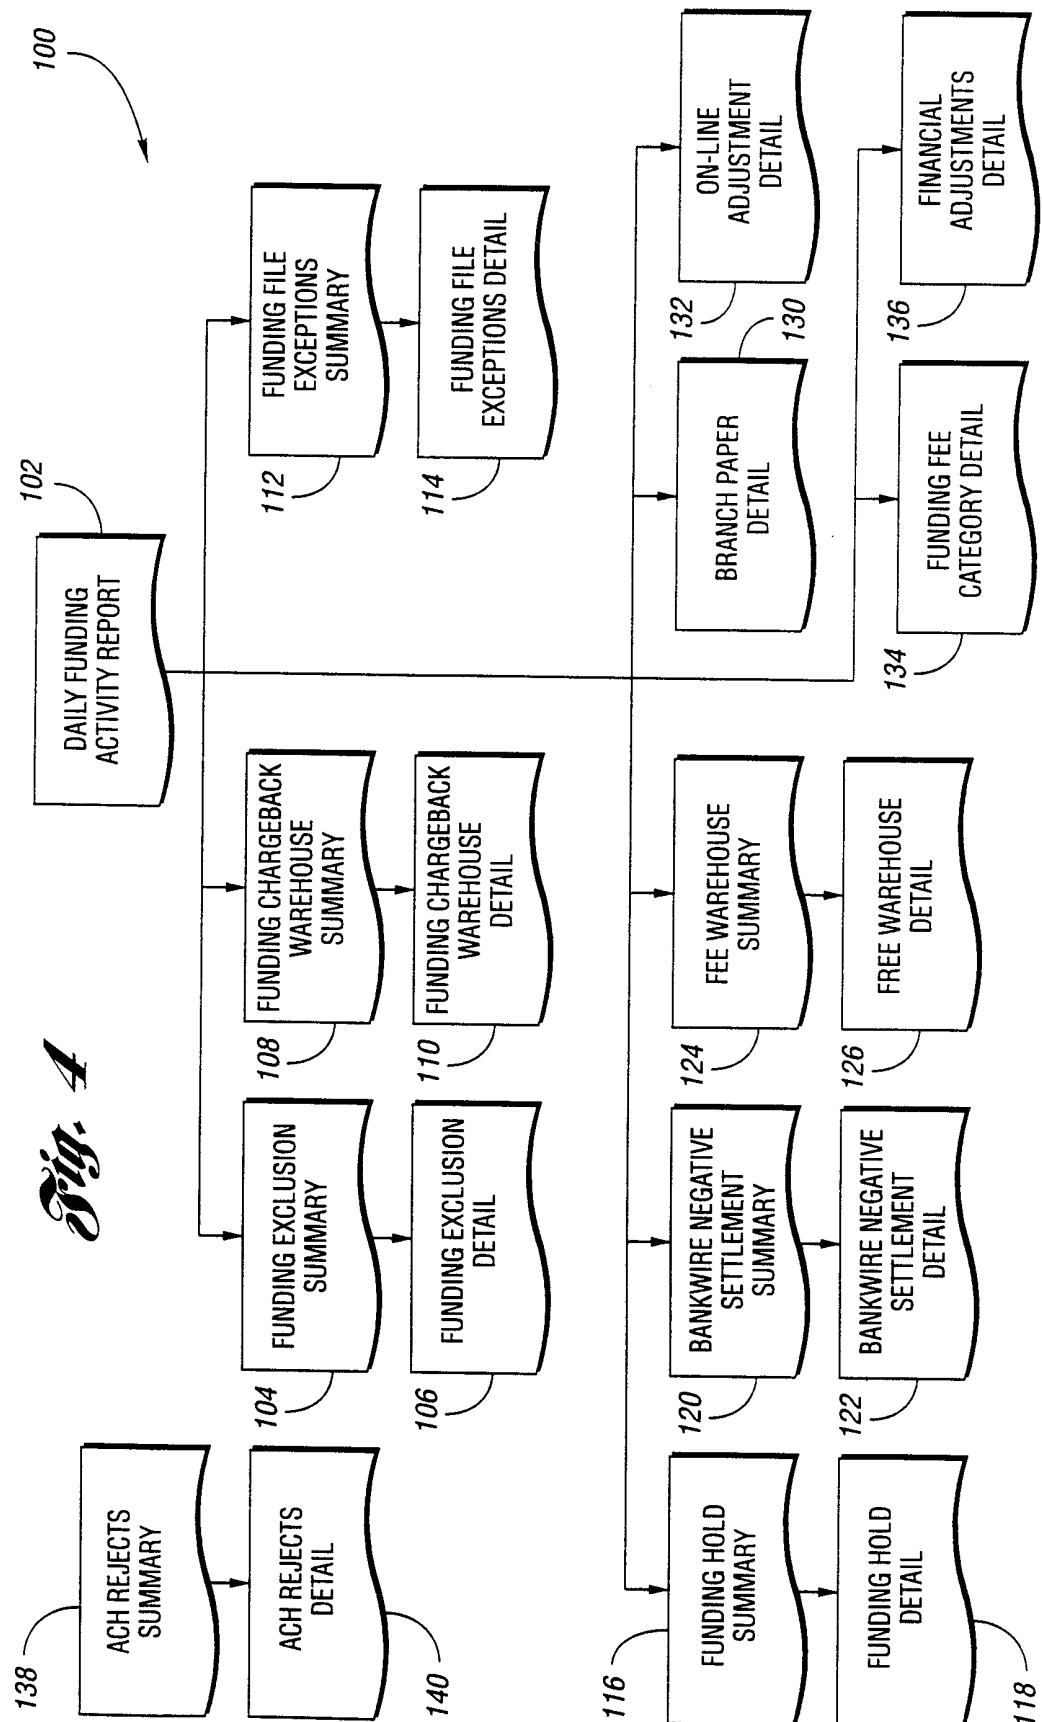 Fig. 4
100
DAILY FUNDING
ACTIVITY REPORT
102
138
ACH REJECTS
SUMMARY
ACH REJECTS
DETAIL
140
FUNDING EXCLUSION
SUMMARY
104
FUNDING EXCLUSION
DETAIL
106
FUNDING CHARGEBACK
WAREHOUSE
SUMMARY
108
FUNDING CHARGEBACK
WAREHOUSE
DETAIL
110
FUNDING FILE
EXCEPTIONS
SUMMARY
112
FUNDING FILE
EXCEPTIONS DETAIL
114
116
FUNDING HOLD
SUMMARY
FUNDING HOLD
DETAIL
118
BANKWIRE NEGATIVE
SETTLEMENT
SUMMARY
120
BANKWIRE NEGATIVE
SETTLEMENT
DETAIL
122
FEE WAREHOUSE
SUMMARY
124
FREE WAREHOUSE
DETAIL
126
BRANCH PAPER
DETAIL
130
ON-LINE
ADJUSTMENT
DETAIL
132
FUNDING FEE
CATEGORY DETAIL
134
FINANCIAL
ADJUSTMENTS
DETAIL
136